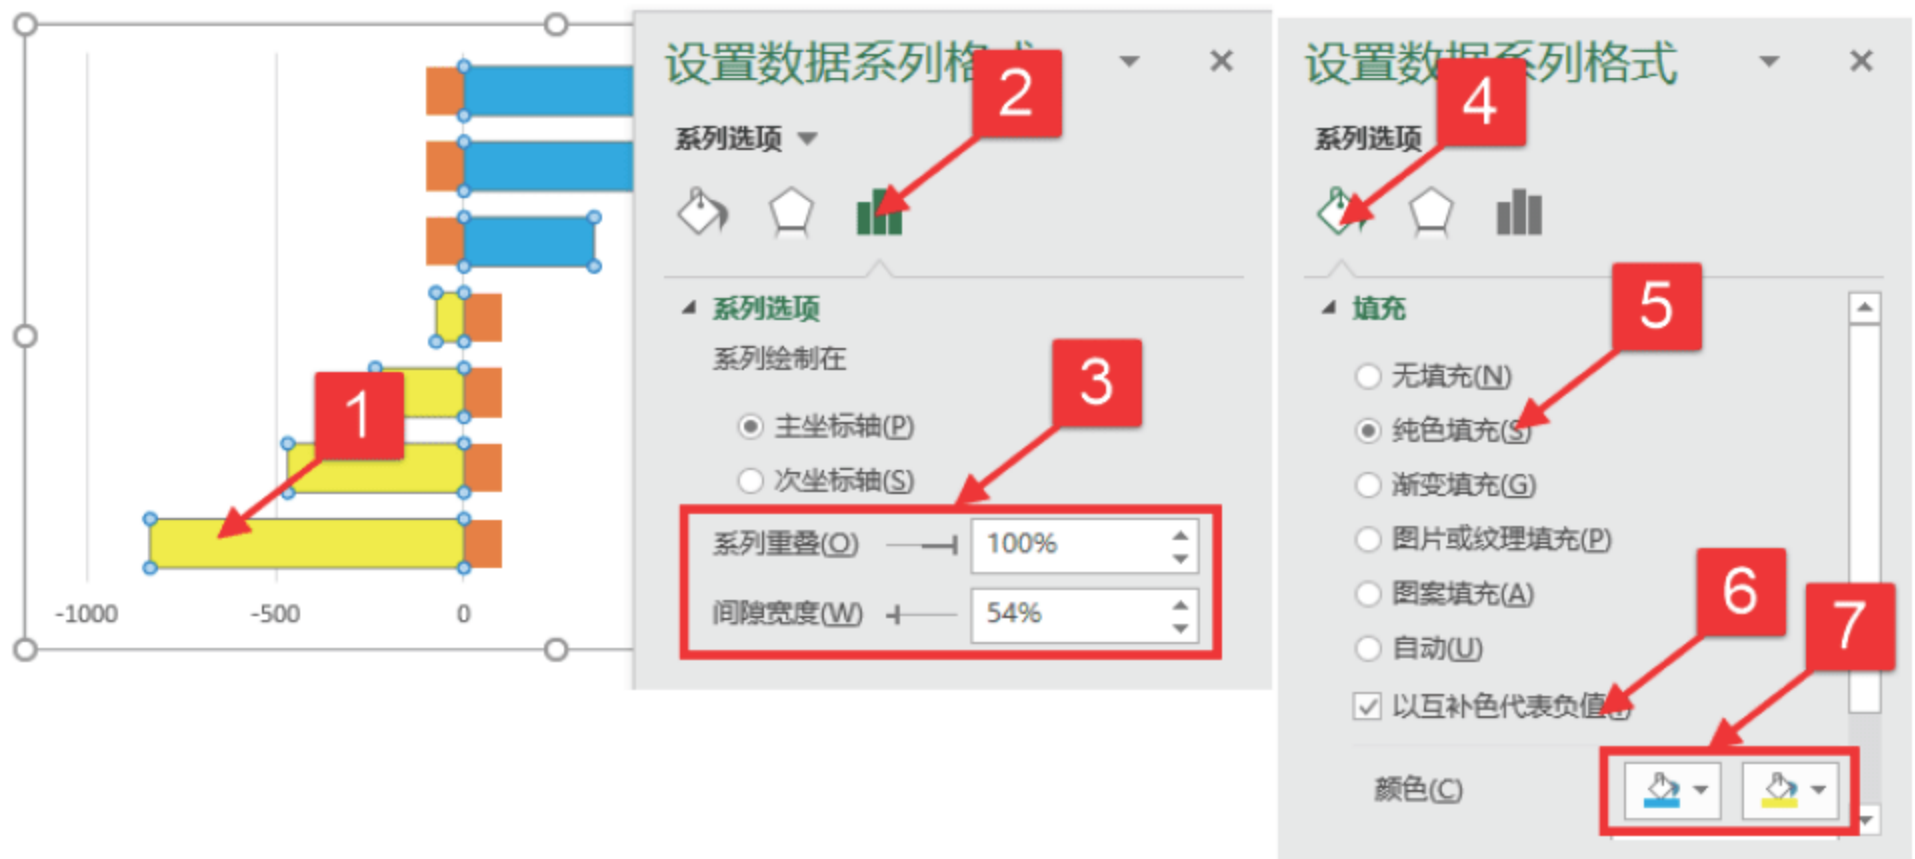 -1000
-500
0
1
设置数据系列格式
2
系列选项
系列选项
系列绘制在
主坐标轴(P)
次坐标轴(S)
3
系列重叠(O)
100%
间隙宽度(W)
54%
设置数据系列格式
4
系列选项
填充
5
无填充(N)
纯色填充(S)
渐变填充(G)
图片或纹理填充(P)
图案填充(A)
自动(U)
6
7
以互补色代表负值(I)
颜色(C)